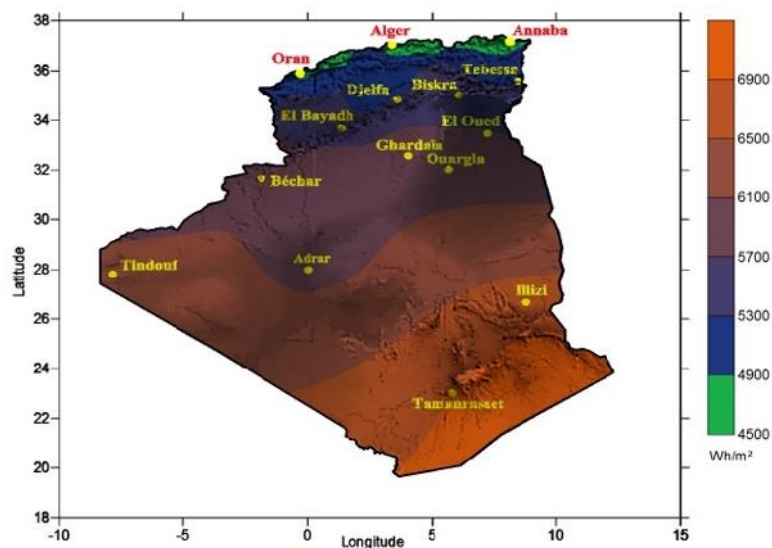 38
36
34
32
30
28
26
24
22
20
18
Latitude
-10
-5
0
5
10
15
Longitude
Alger
Annaba
Oran
Tebessa
Biskra
Djelfa
El Bayadh
El Oued
Ghardaïa
Ouargla
Béchar
Adrar
Tindouf
Illizi
Tamanrasset
6900
6500
6100
5700
5300
4900
4500
Wh/m²